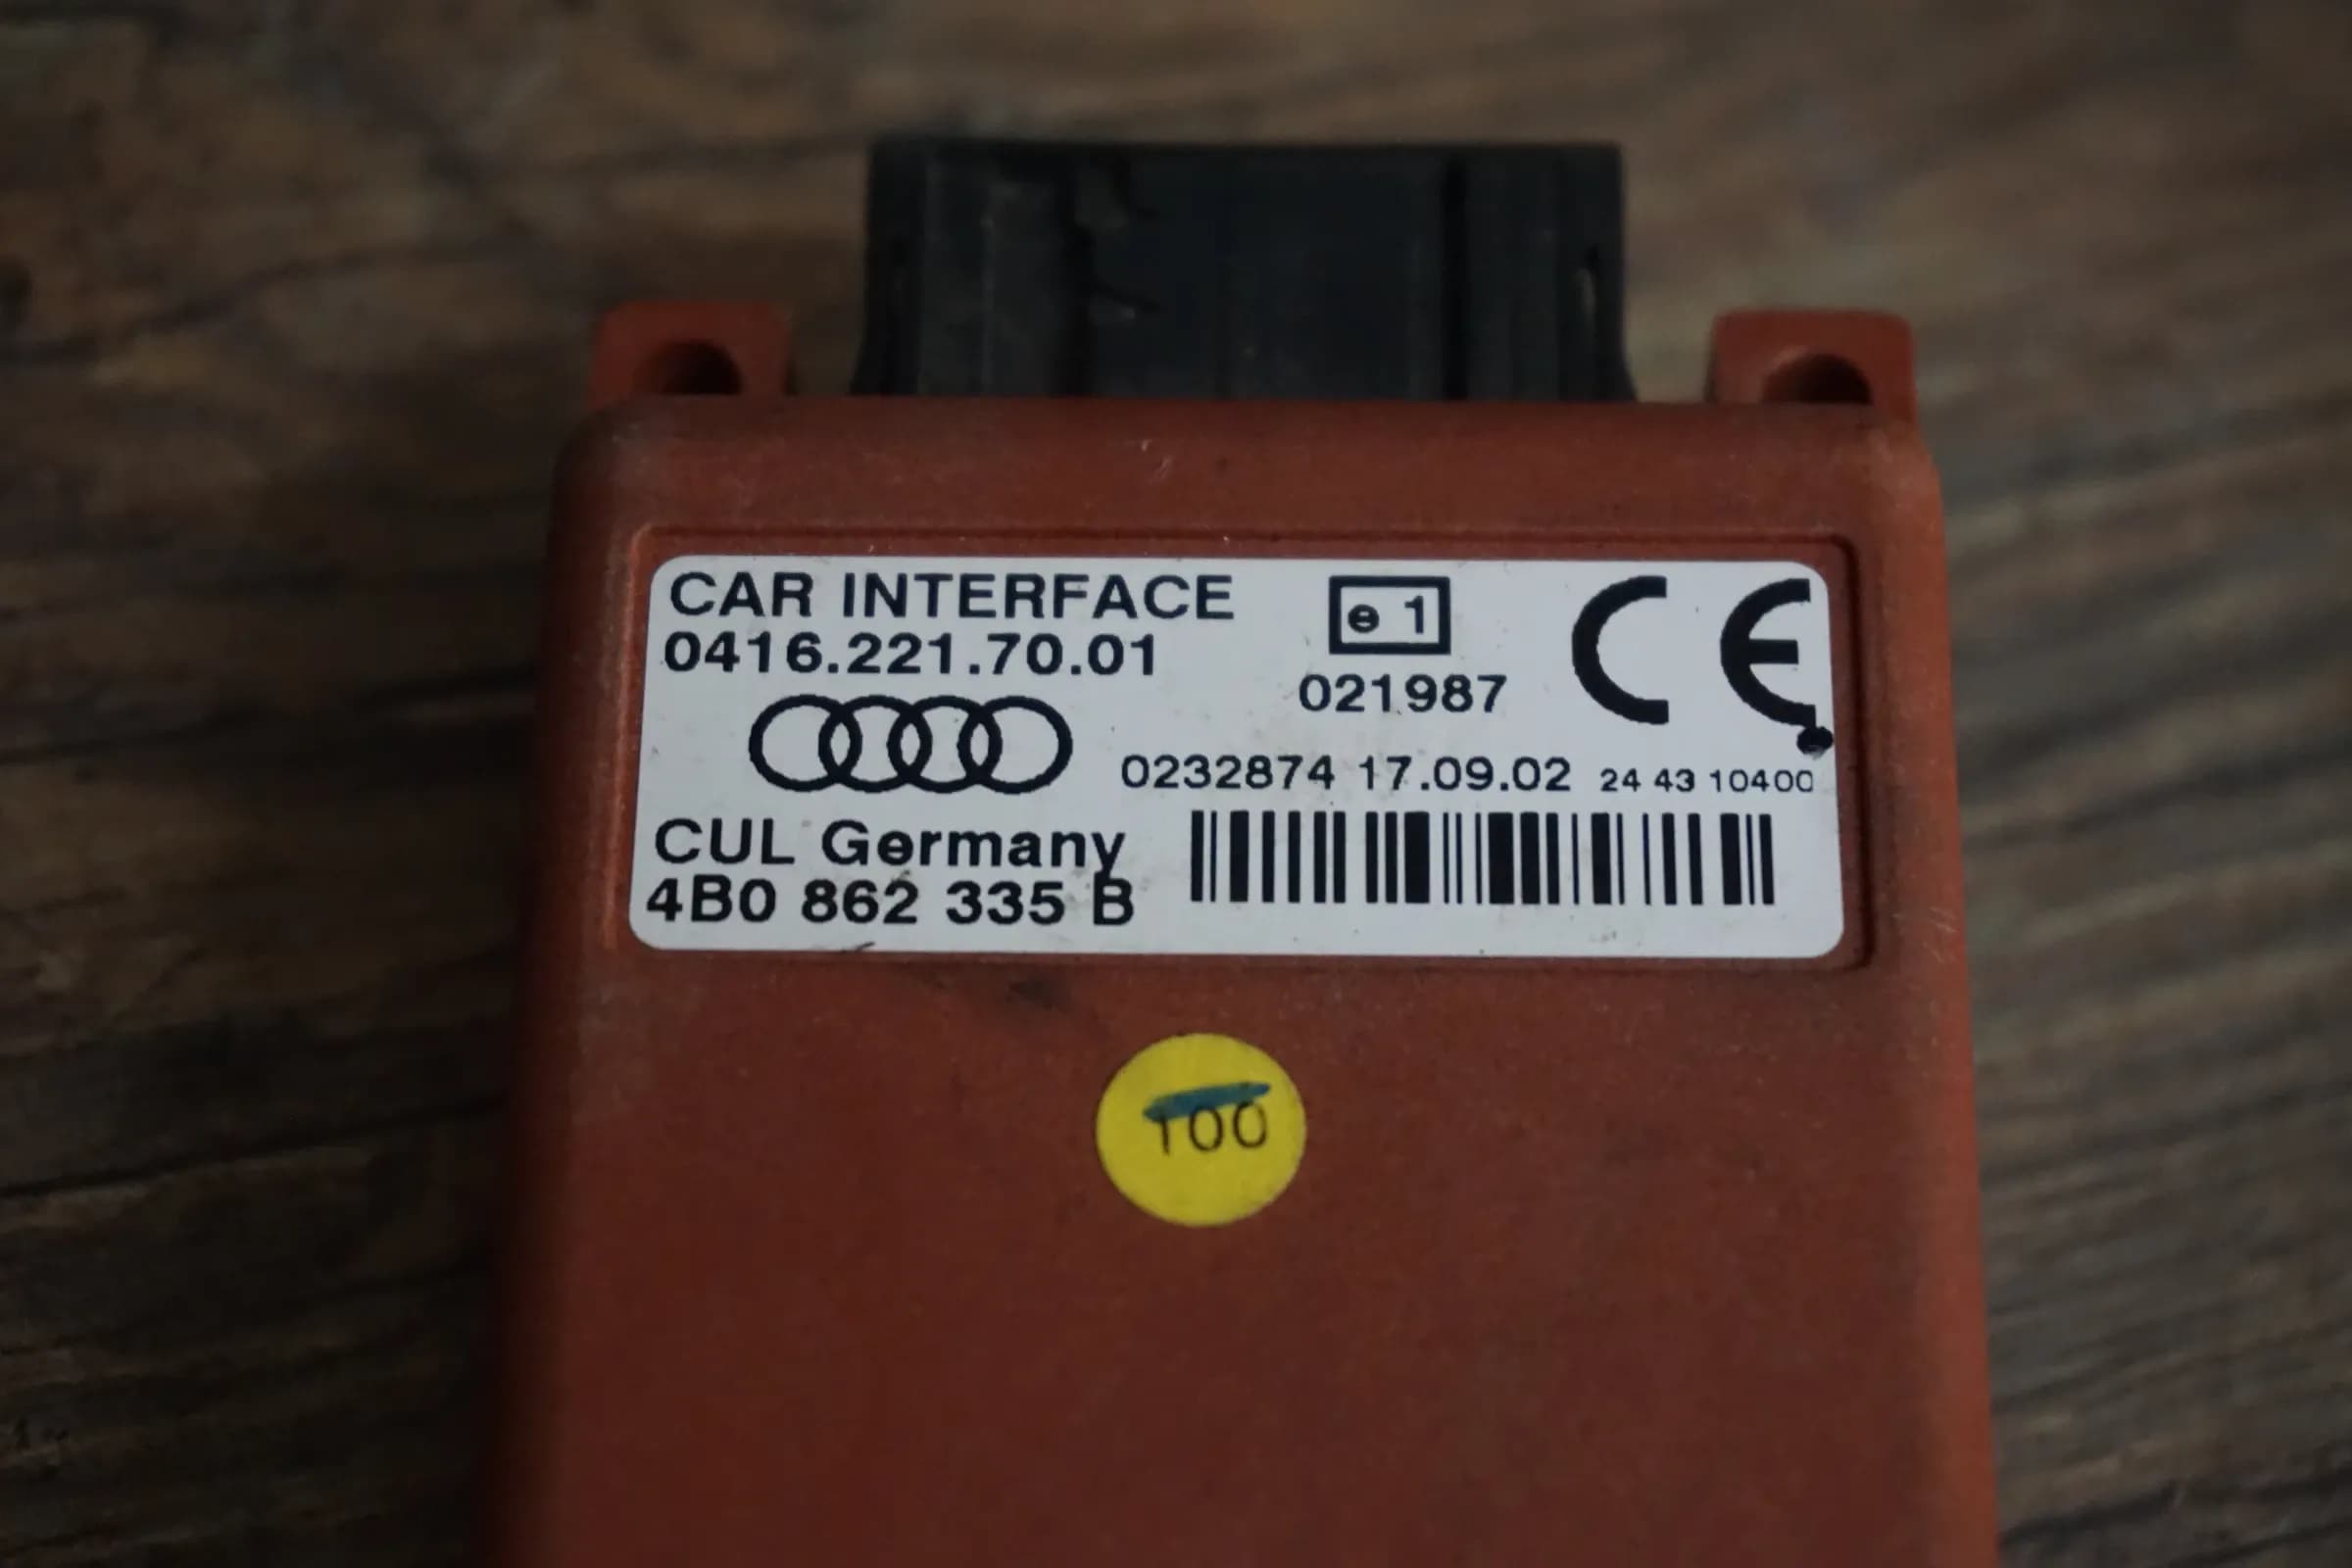 CAR INTERFACE
0416.221.70.01
e 1
021987
CE
0232874 17.09.02 24 43 10400
CUL Germany
4B0 862 335 B
100